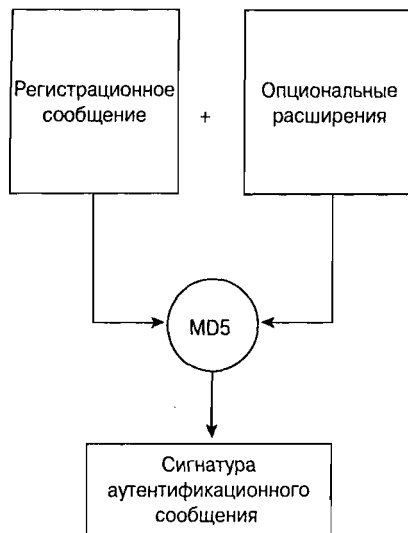 Регистрационное
сообщение
+
Опциональные
расширения
MD5
Сигнатура
аутентификационного
сообщения